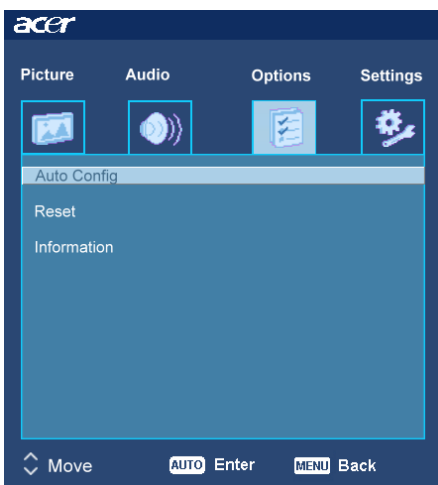 acer
Picture Audio Options Settings
Auto Config
Reset
Information
Move AUTO Enter MENU Back